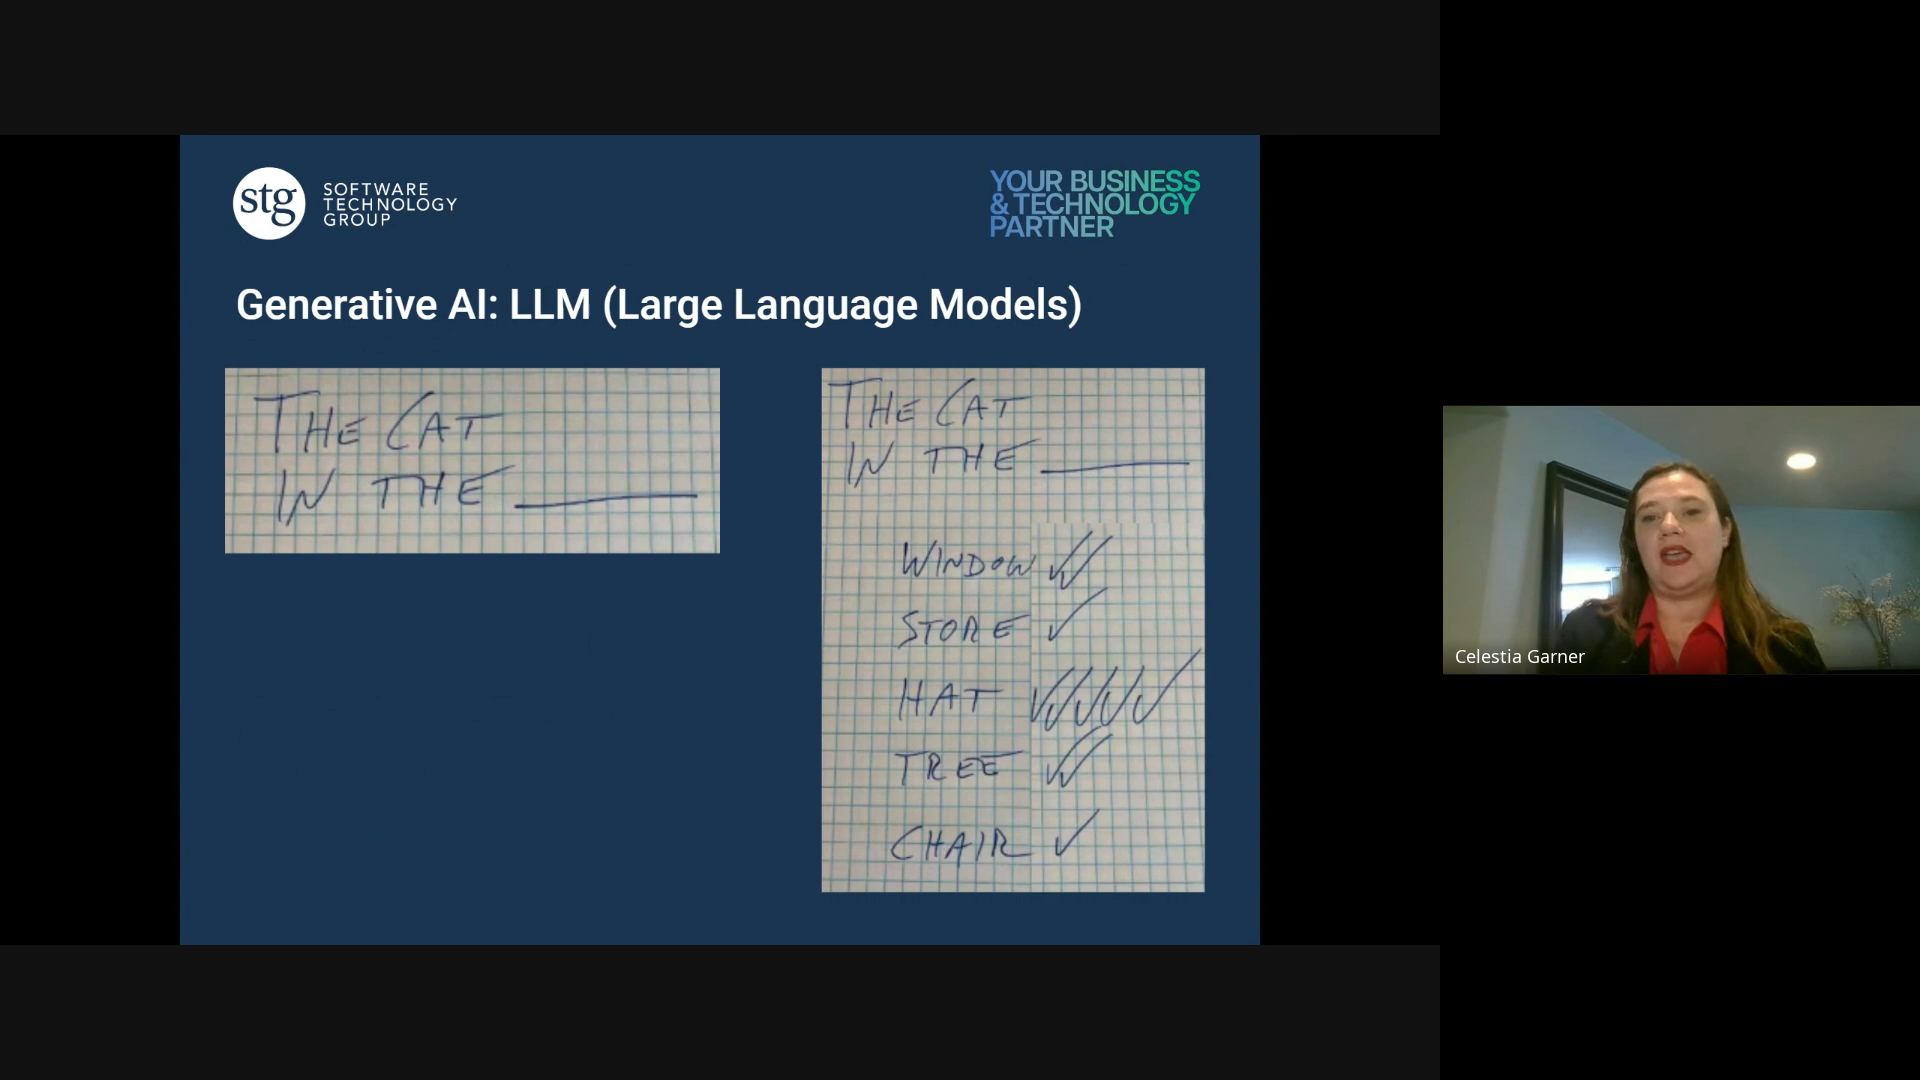 stg
SOFTWARE
TECHNOLOGY
GROUP
YOUR BUSINESS
& TECHNOLOGY
PARTNER
Generative AI: LLM (Large Language Models)
THE CAT
IN THE
THE CAT
IN THE
WINDOW
STORE
HAT
TREE
CHAIR
Celestia Garner